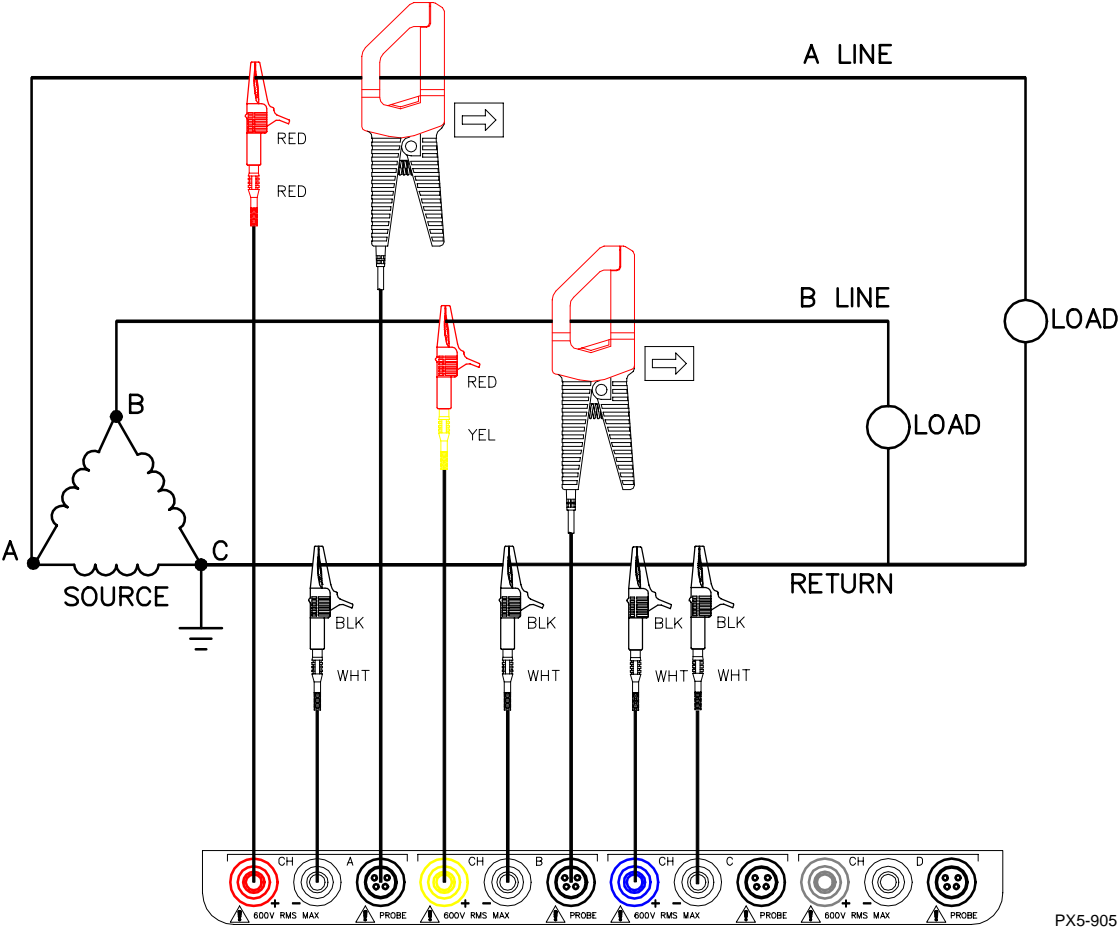 A LINE
RED
RED
B LINE
LOAD
RED
B
LOAD
YEL
A
C
SOURCE
RETURN
BLK
BLK
BLK
BLK
WHT
WHT
WHT
WHT
CH A CH B CH C CH D
+ − + − + − + −
600V RMS MAX PROBE 600V RMS MAX PROBE 600V RMS MAX PROBE 600V RMS MAX PROBE
PX5-905